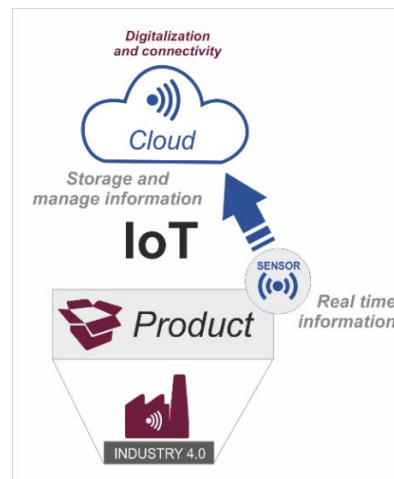 Digitalization
and connectivity
Cloud
Storage and
manage information
IoT
SENSOR
Real time
information
Product
INDUSTRY 4.0